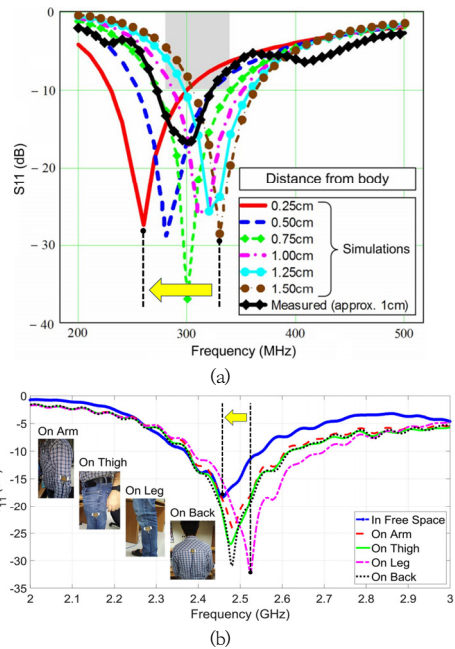 0
- 10
- 20
- 30
- 40
S11 (dB)
Distance from body
0.25cm
0.50cm
0.75cm
1.00cm
1.25cm
1.50cm
Simulations
Measured (approx. 1cm)
200
300
400
500
Frequency (MHz)
(a)
0
-5
-10
-15
-20
-25
-30
-35
On Arm
On Thigh
On Leg
On Back
In Free Space
On Arm
On Thigh
On Leg
On Back
2
2.1
2.2
2.3
2.4
2.5
2.6
2.7
2.8
2.9
3
Frequency (GHz)
(b)